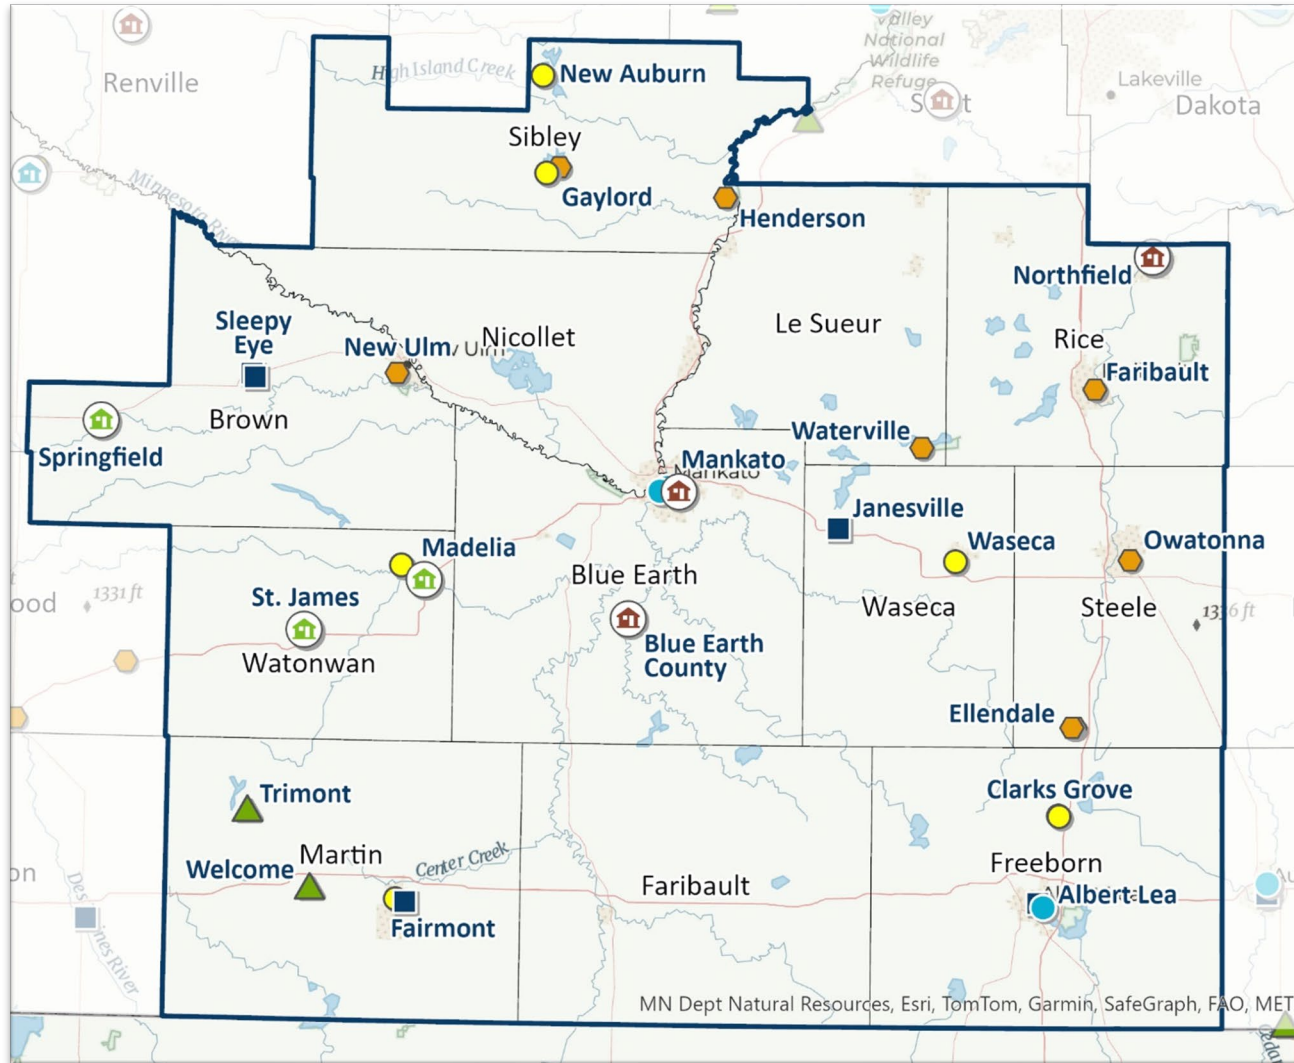 Valley
National
Wildlife
Refuge
Renville
High Island Creek
New Auburn
Lakeville
Dakota
Sibley
Gaylord
Minnesota River
Henderson
Northfield
Sleepy
Eye
New Ulm
Nicollet
Le Sueur
Rice
Faribault
Brown
Springfield
Waterville
Mankato
Mankato
Janesville
Madelia
Waseca
Owatonna
1331 ft
ood
St. James
Blue Earth
Waseca
Steele
Watonwan
Blue Earth
County
Ellendale
Trimont
Clarks Grove
Welcome
Martin
Center Creek
Faribault
Freeborn
Albert Lea
Fairmont
on
MN Dept Natural Resources, Esri, TomTom, Garmin, SafeGraph, FAO, MET